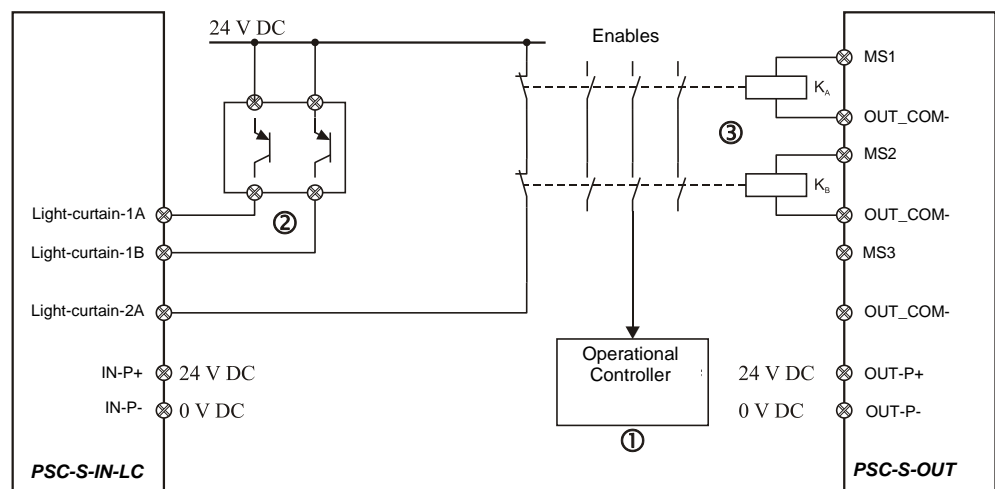 24 V DC
Enables
MS1
K_A
OUT_COM-
③
MS2
K_B
Light-curtain-1A
②
OUT_COM-
Light-curtain-1B
MS3
Light-curtain-2A
OUT_COM-
Operational
Controller
IN-P+
24 V DC
24 V DC
OUT-P+
IN-P-
0 V DC
0 V DC
OUT-P-
①
PSC-S-IN-LC
PSC-S-OUT